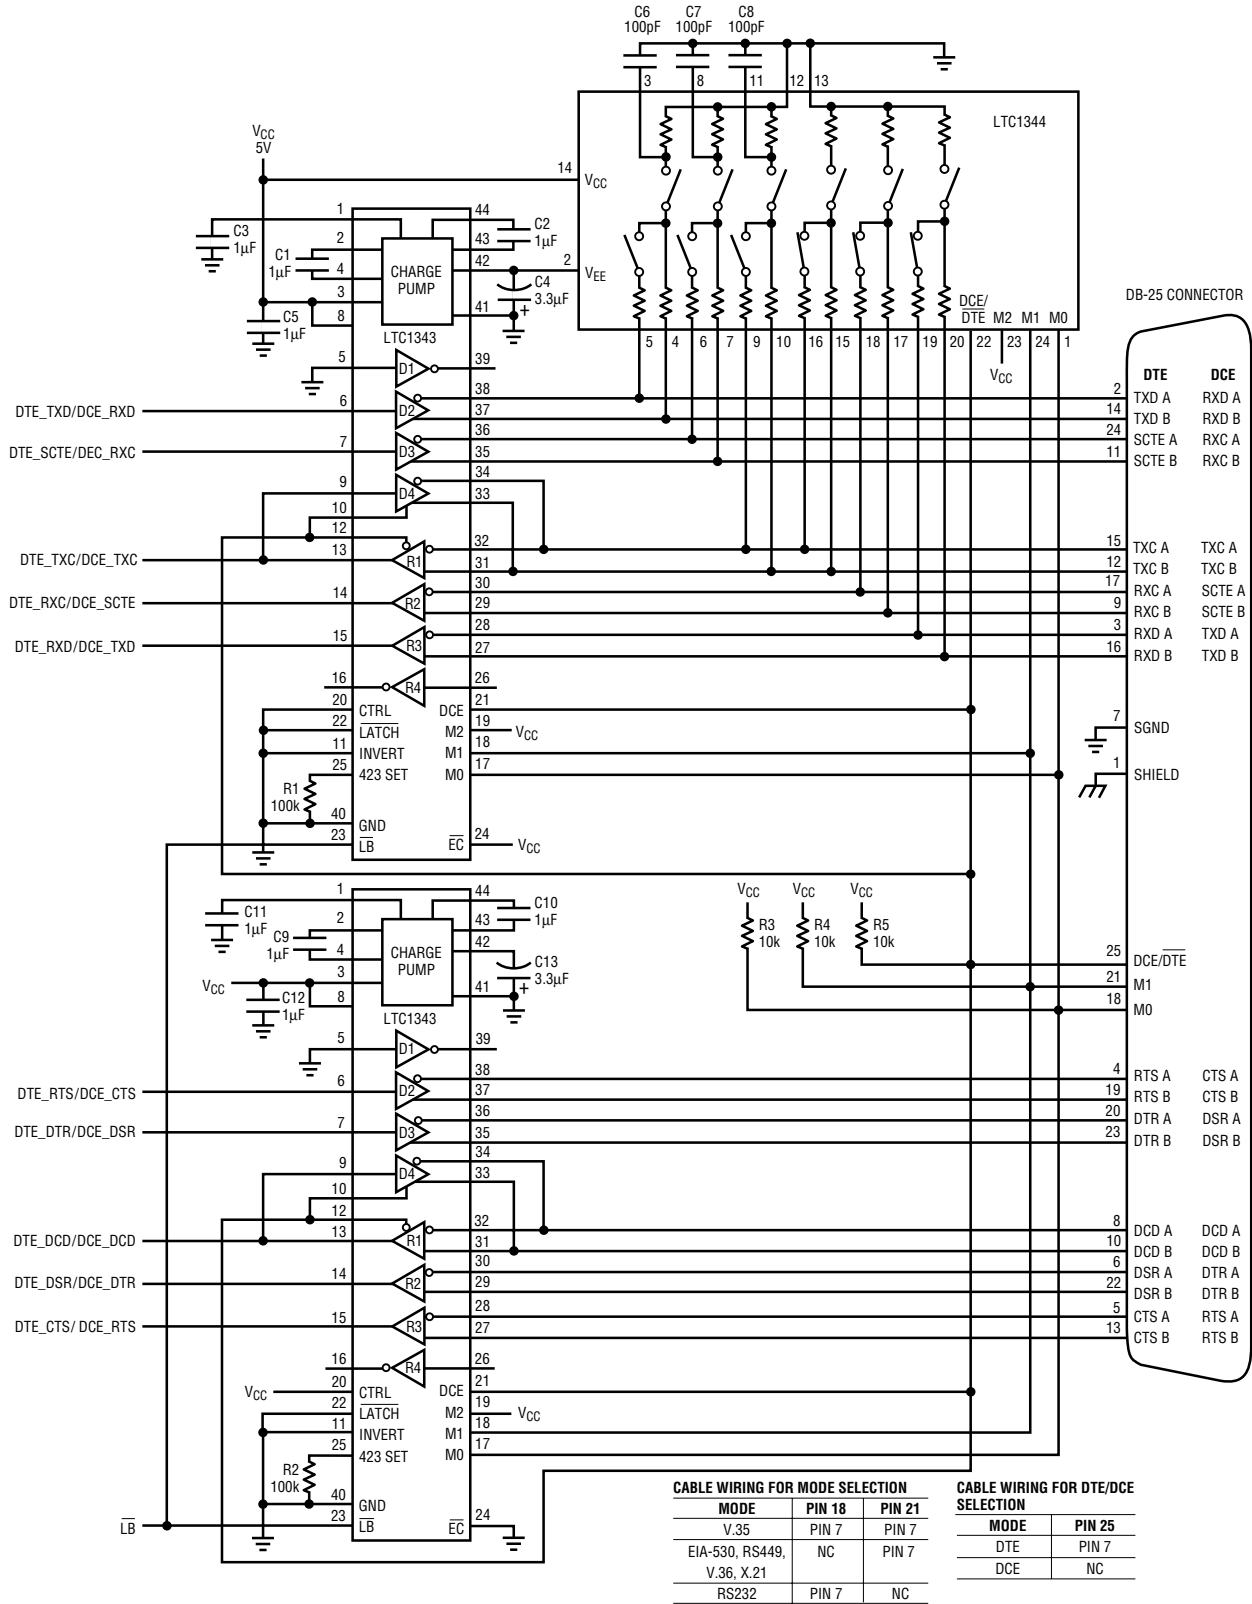 C6 C7 C8
100pF 100pF 100pF
3 8 11 12 13
LTC1344
VCC
5V
14 VCC
1 44
C3
1µF
C2
1µF
2 43
C1
1µF
4 42
CHARGE
PUMP
2 VEE
C4
3.3µF
+
3 41
C5
1µF
8
LTC1343
DCE/
DTE M2 M1 M0
5 4 6 7 9 10 16 15 18 17 19 20 22 23 24 1
VCC
DB-25 CONNECTOR
DTE DCE
5 D1 39
DTE_TXD/DCE_RXD 6 D2 38 2 TXD A RXD A
37 14 TXD B RXD B
DTE_SCTE/DEC_RXC 7 D3 36 24 SCTE A RXC A
35 11 SCTE B RXC B
9 D4 34
33
10
12
DTE_TXC/DCE_TXC 13 R1 32 15 TXC A TXC A
31 12 TXC B TXC B
DTE_RXC/DCE_SCTE 14 R2 30 17 RXC A SCTE A
29 9 RXC B SCTE B
DTE_RXD/DCE_TXD 15 R3 28 3 RXD A TXD A
27 16 RXD B TXD B
16 R4 26
20 CTRL DCE 21
22 LATCH M2 19 VCC
11 INVERT M1 18
25 423 SET M0 17
R1
100k
40 GND
23 LB EC 24 VCC
7 SGND
1 SHIELD
1 44
C11
1µF
C10
1µF
2 43
C9
1µF
4 42
CHARGE
PUMP
C13
3.3µF
+
VCC 3 41
C12
1µF
8
LTC1343
VCC VCC VCC
R3
10k
R4
10k
R5
10k
25 DCE/DTE
21 M1
18 M0
5 D1 39
DTE_RTS/DCE_CTS 6 D2 38 4 RTS A CTS A
37 19 RTS B CTS B
DTE_DTR/DCE_DSR 7 D3 36 20 DTR A DSR A
35 23 DTR B DSR B
9 D4 34
33
10
12
DTE_DCD/DCE_DCD 13 R1 32 8 DCD A DCD A
31 10 DCD B DCD B
DTE_DSR/DCE_DTR 14 R2 30 6 DSR A DTR A
29 22 DSR B DTR B
DTE_CTS/ DCE_RTS 15 R3 28 5 CTS A RTS A
27 13 CTS B RTS B
16 R4 26
VCC 20 CTRL DCE 21
22 LATCH M2 19 VCC
11 INVERT M1 18
25 423 SET M0 17
R2
100k
40 GND
LB 23 LB EC 24
CABLE WIRING FOR MODE SELECTION
MODE PIN 18 PIN 21
V.35 PIN 7 PIN 7
EIA-530, RS449, NC PIN 7
V.36, X.21
RS232 PIN 7 NC
CABLE WIRING FOR DTE/DCE
SELECTION
MODE PIN 25
DTE PIN 7
DCE NC